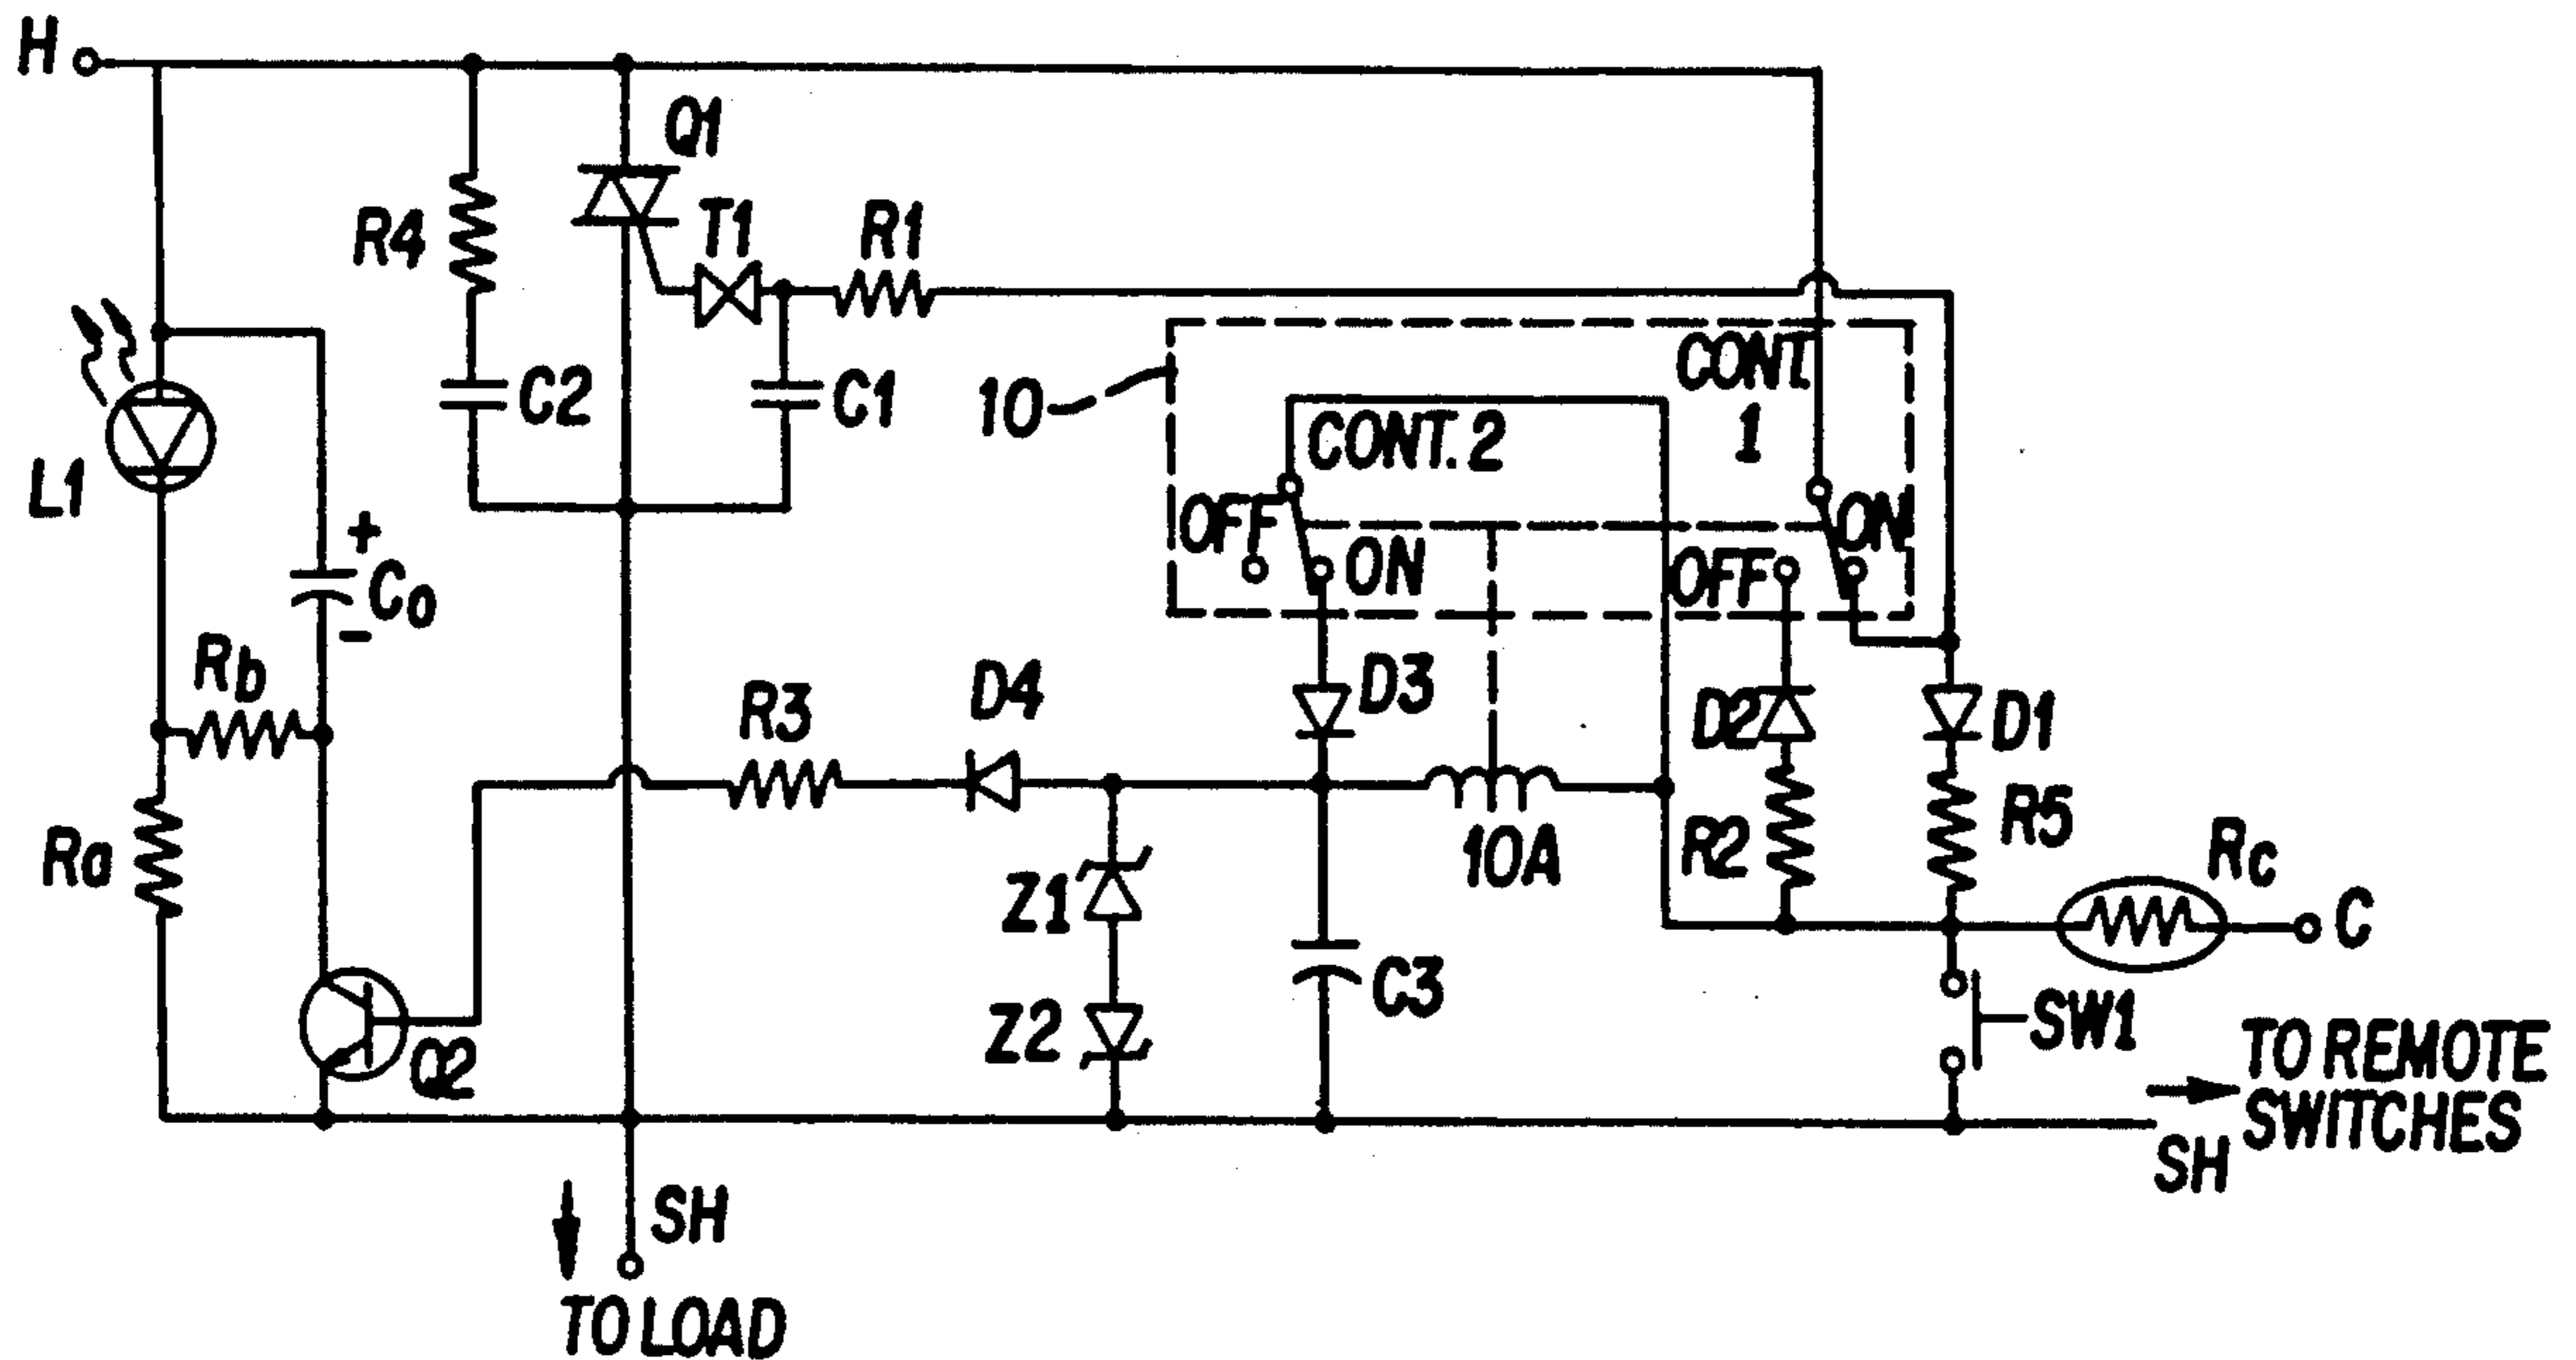 H
Q1
T1
R1
R4
C2
C1
10
CONT.
1
CONT. 2
OFF
ON
OFF
ON
L1
+
Co
-
Rb
R3
D4
D3
D2
D1
Ra
Z1
10A
R2
R5
Rc
C
Z2
C3
Q2
SW1
TO REMOTE
SWITCHES
SH
SH
TO LOAD